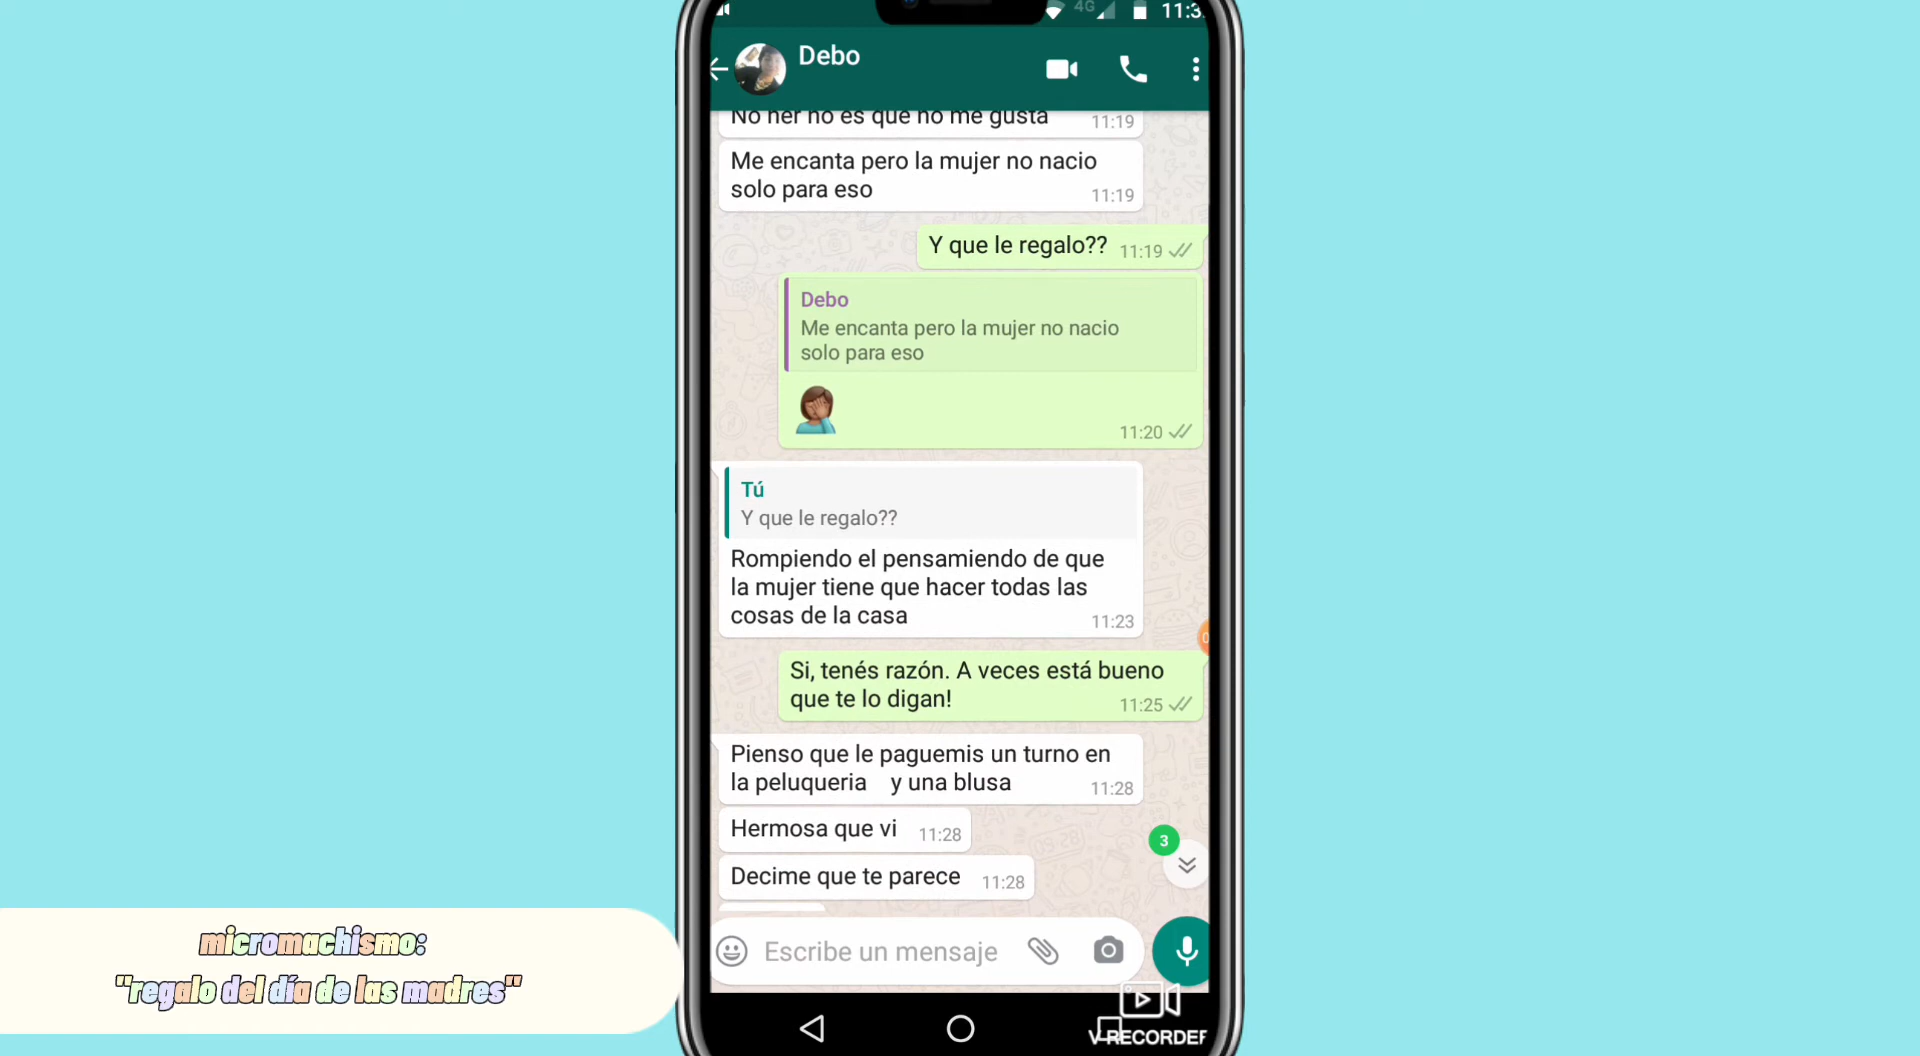 4G 11:3
Debo
No her no es que no me gusta 11:19
Me encanta pero la mujer no nacio
solo para eso 11:19
Y que le regalo?? 11:19
Debo
Me encanta pero la mujer no nacio
solo para eso
11:20
Tú
Y que le regalo??
Rompiendo el pensamiendo de que
la mujer tiene que hacer todas las
cosas de la casa 11:23
Si, tenés razón. A veces está bueno
que te lo digan! 11:25
Pienso que le paguemis un turno en
la peluqueria y una blusa 11:28
Hermosa que vi 11:28
Decime que te parece 11:28
3
Escribe un mensaje
micromachismo:
"regalo del día de las madres"
V RECORDER